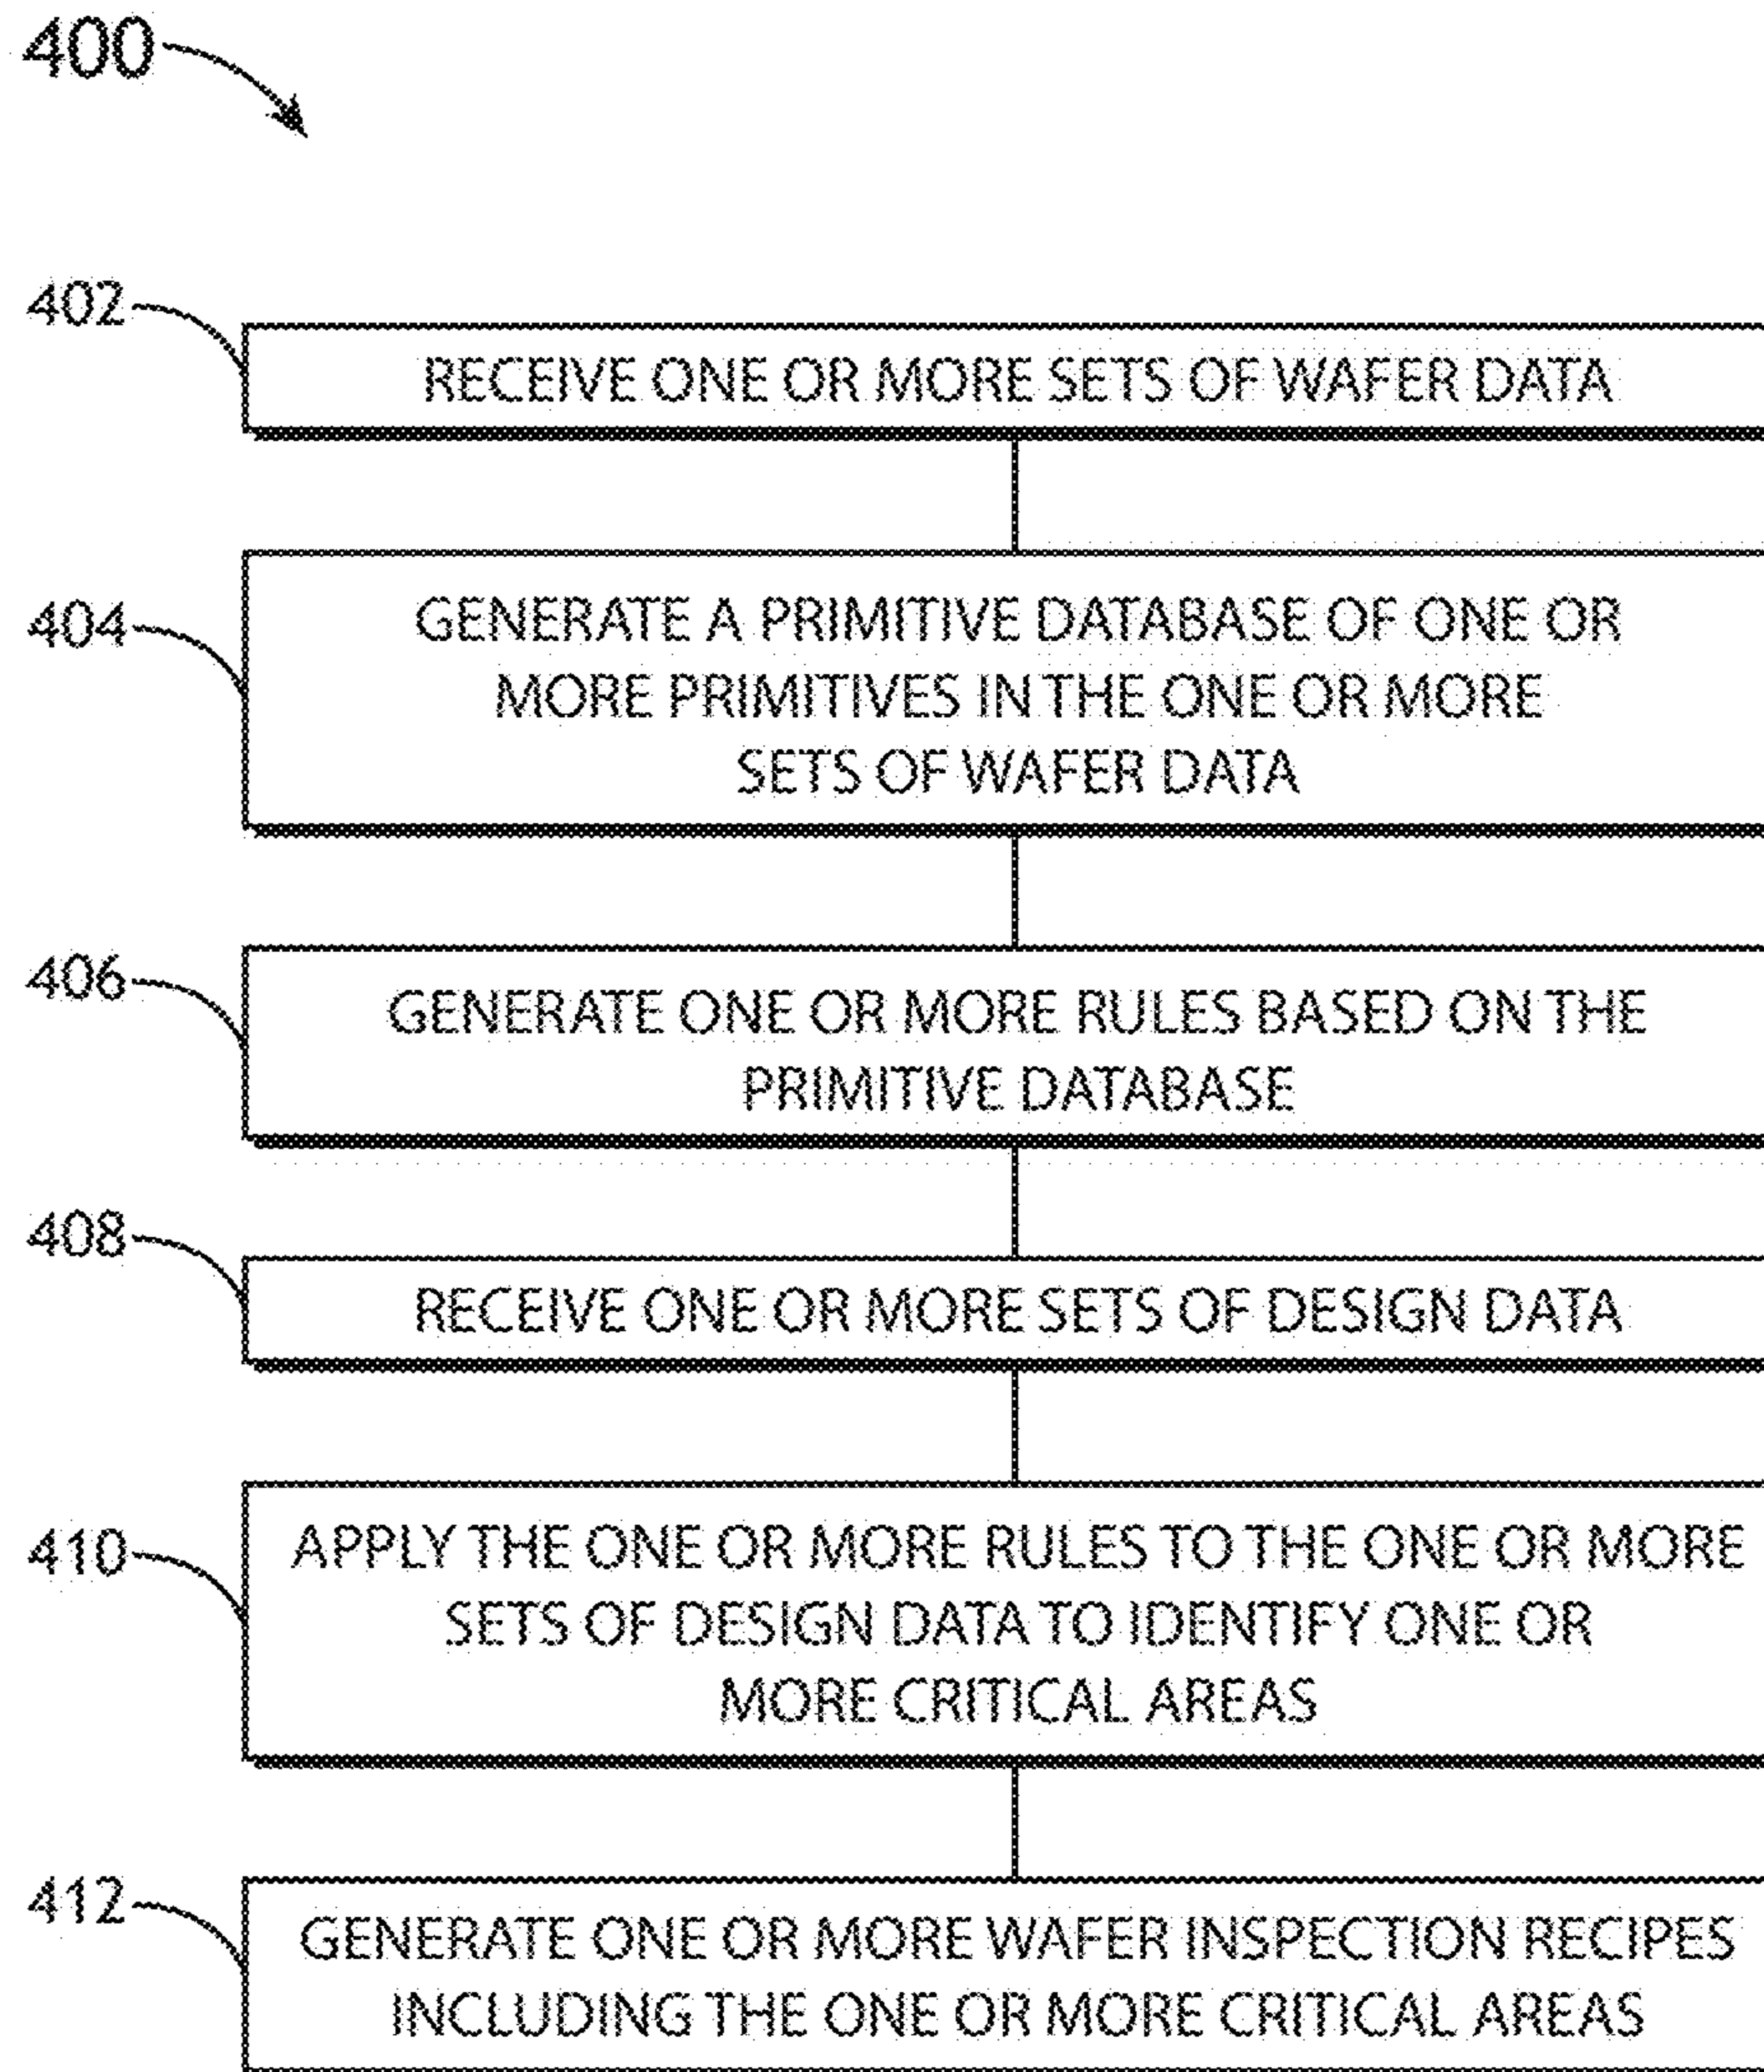 400
402
RECEIVE ONE OR MORE SETS OF WAFER DATA
404
GENERATE A PRIMITIVE DATABASE OF ONE OR
MORE PRIMITIVES IN THE ONE OR MORE
SETS OF WAFER DATA
406
GENERATE ONE OR MORE RULES BASED ON THE
PRIMITIVE DATABASE
408
RECEIVE ONE OR MORE SETS OF DESIGN DATA
410
APPLY THE ONE OR MORE RULES TO THE ONE OR MORE
SETS OF DESIGN DATA TO IDENTIFY ONE OR
MORE CRITICAL AREAS
412
GENERATE ONE OR MORE WAFER INSPECTION RECIPES
INCLUDING THE ONE OR MORE CRITICAL AREAS